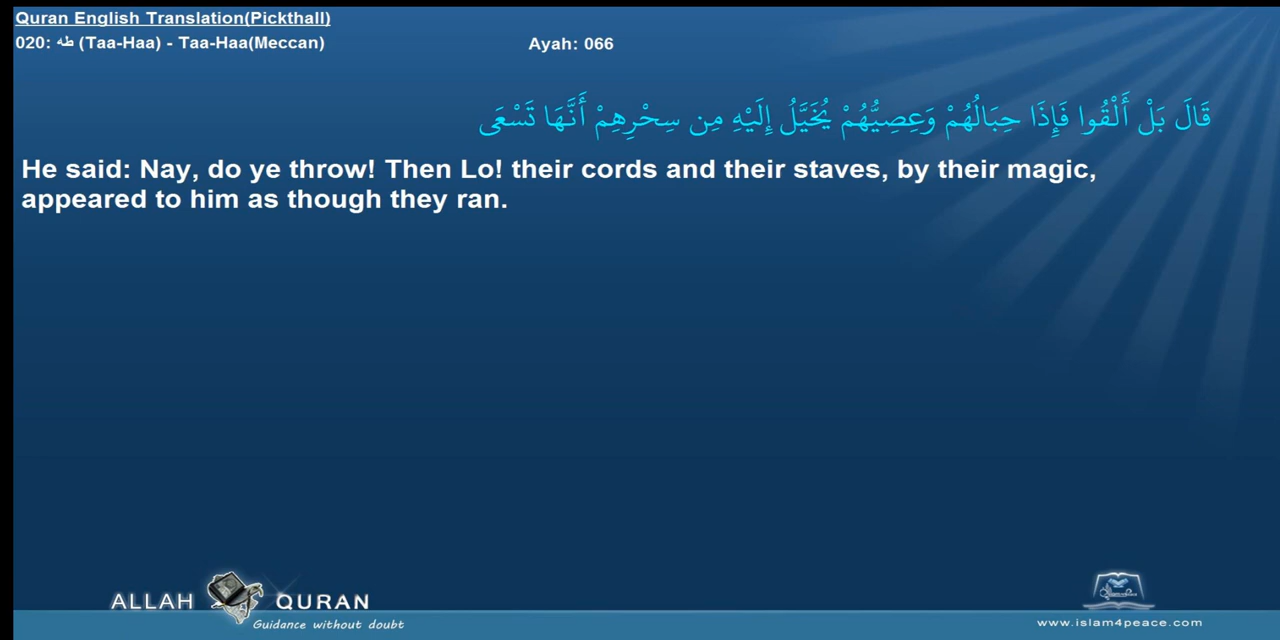 Quran English Translation(Pickthall)
020: طه (Taa-Haa) - Taa-Haa(Meccan)
Ayah: 066
قَالَ بَلْ أَلْقُوا فَإِذَا حِبَالُهُمْ وَعِصِيُّهُمْ يُخَيَّلُ إِلَيْهِ مِن سِحْرِهِمْ أَنَّهَا تَسْعَى
He said: Nay, do ye throw! Then Lo! their cords and their staves, by their magic,
appeared to him as though they ran.
ALLAH QURAN
Guidance without doubt
www.islam4peace.com